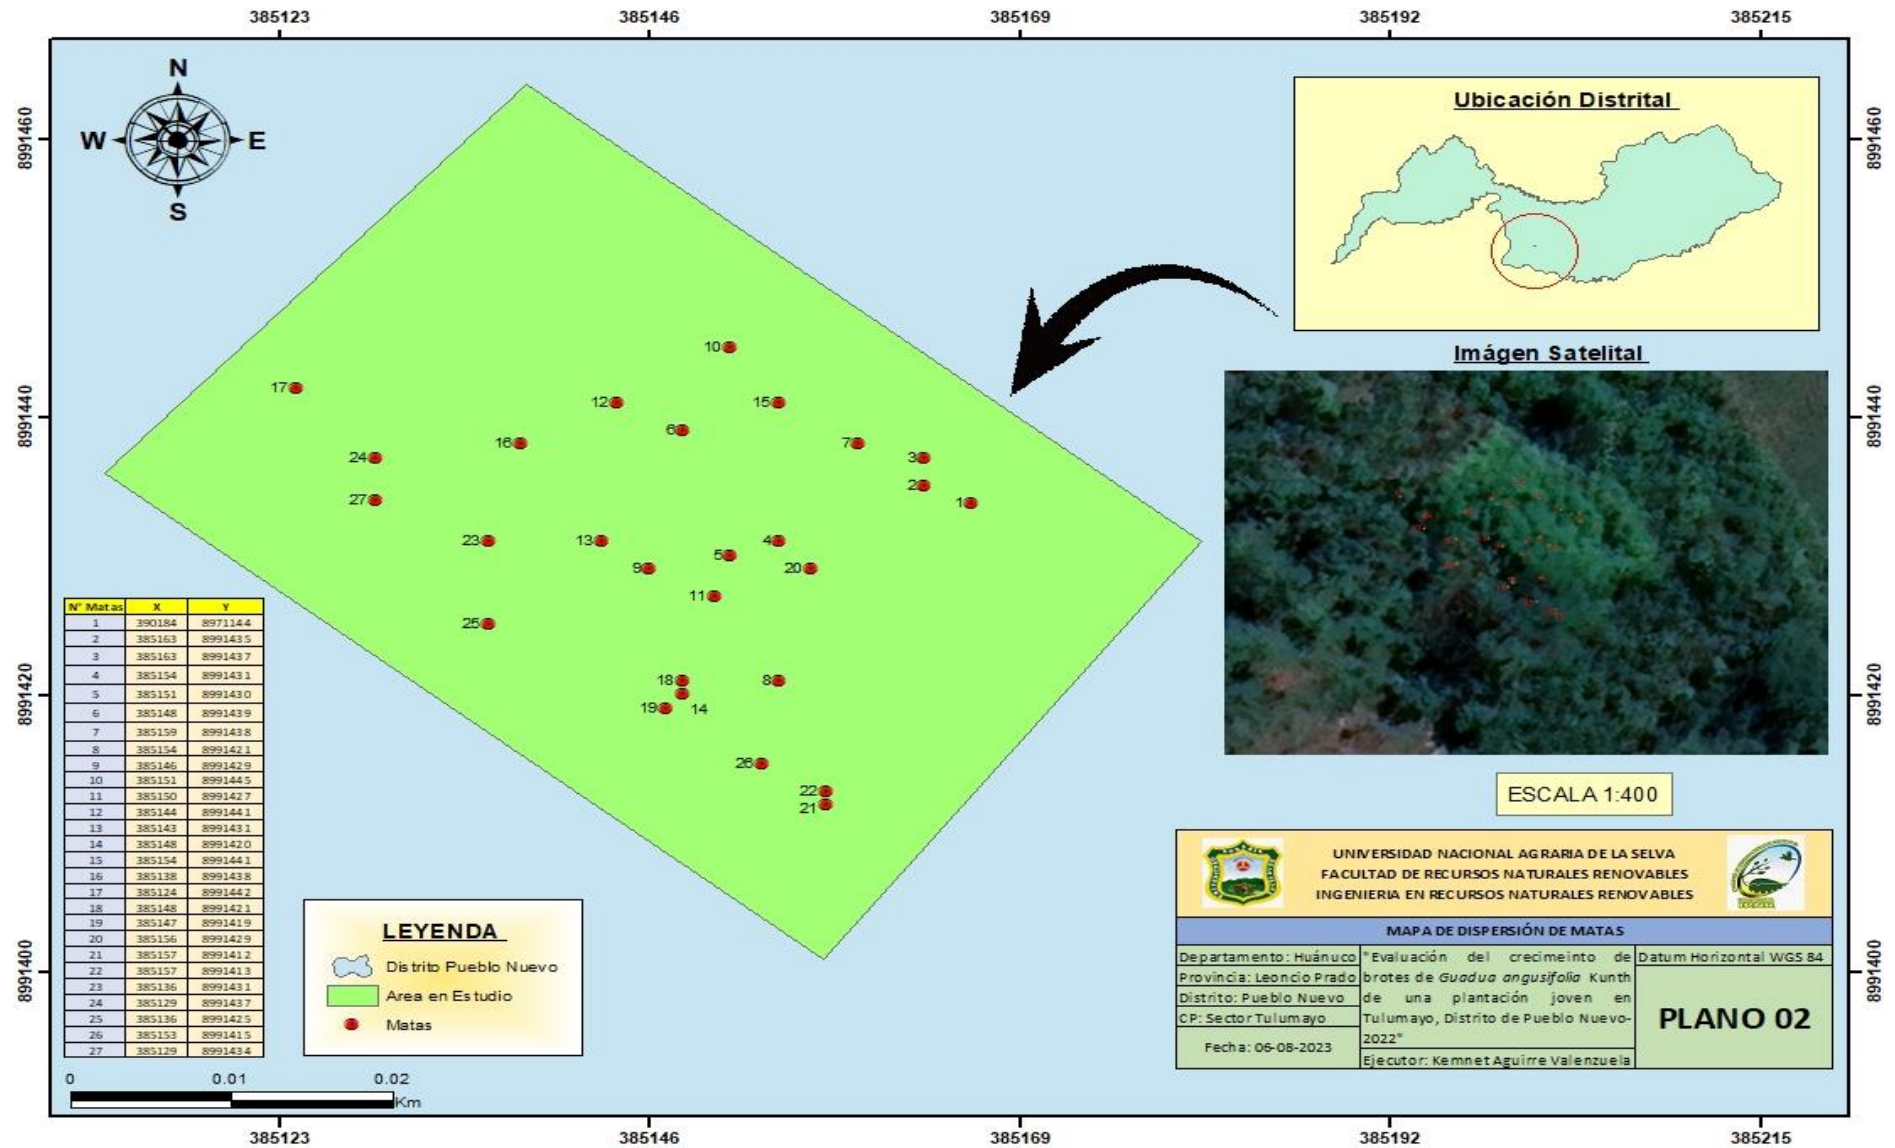 385123 385146 385169 385192 385215
N
W E
S
8991460
8991440
8991420
8991400
8991460
8991440
8991420
8991400
Ubicación Distrital
Imágen Satelital
10
17
12
15
6
16
7
24
3
2
27
1
23
13
4
5
9
20
11
25
18
8
19
14
26
22
21
N° Matas X Y
1 390184 8971144
2 385163 8991435
3 385163 8991437
4 385154 8991431
5 385151 8991430
6 385148 8991439
7 385159 8991438
8 385154 8991421
9 385146 8991429
10 385151 8991445
11 385150 8991427
12 385144 8991441
13 385143 8991431
14 385148 8991420
15 385154 8991441
16 385138 8991438
17 385124 8991442
18 385148 8991421
19 385147 8991419
20 385156 8991429
21 385157 8991412
22 385157 8991413
23 385136 8991431
24 385129 8991437
25 385136 8991425
26 385153 8991415
27 385129 8991434
LEYENDA
Distrito Pueblo Nuevo
Area en Estudio
Matas
0 0.01 0.02
Km
ESCALA 1:400
UNIVERSIDAD NACIONAL AGRARIA DE LA SELVA
FACULTAD DE RECURSOS NATURALES RENOVABLES
INGENIERIA EN RECURSOS NATURALES RENOVABLES
MAPA DE DISPERSIÓN DE MATAS
Departamento: Huánuco
Provincia: Leoncio Prado
Distrito: Pueblo Nuevo
CP: Sector Tulumayo
Fecha: 06-08-2023
"Evaluación del crecimeinto de
brotes de Guadua angusifolia Kunth
de una plantación joven en
Tulumayo, Distrito de Pueblo Nuevo-
2022"
Ejecutor: Kemnet Aguirre Valenzuela
Datum Horizontal WGS 84
PLANO 02
385123 385146 385169 385192 385215